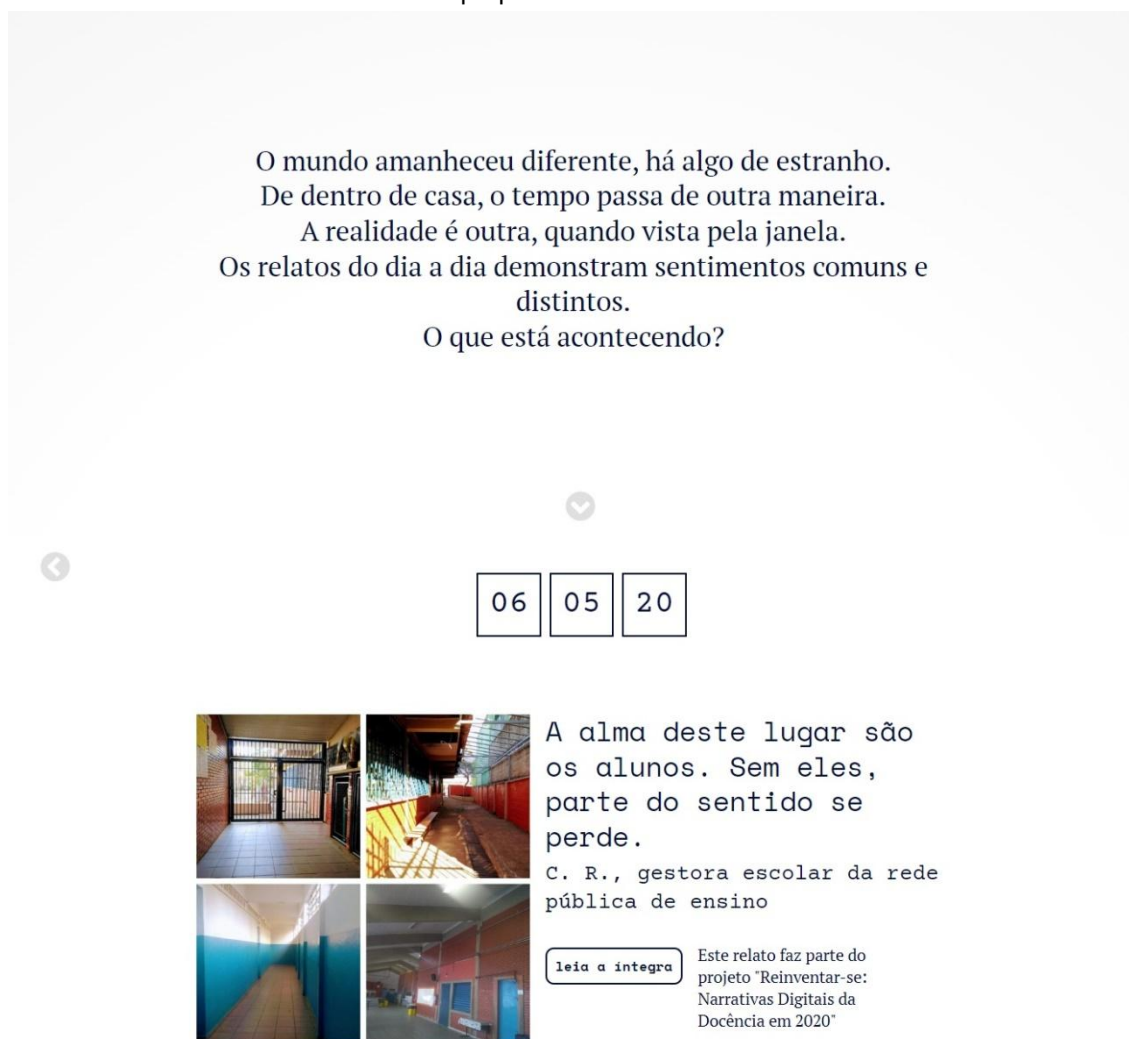 O mundo amanheceu diferente, há algo de estranho.
De dentro de casa, o tempo passa de outra maneira.
A realidade é outra, quando vista pela janela.
Os relatos do dia a dia demonstram sentimentos comuns e
distintos.
O que está acontecendo?
06 05 20
A alma deste lugar são
os alunos. Sem eles,
parte do sentido se
perde.
C. R., gestora escolar da rede
pública de ensino
leia a íntegra
Este relato faz parte do
projeto "Reinventar-se:
Narrativas Digitais da
Docência em 2020"